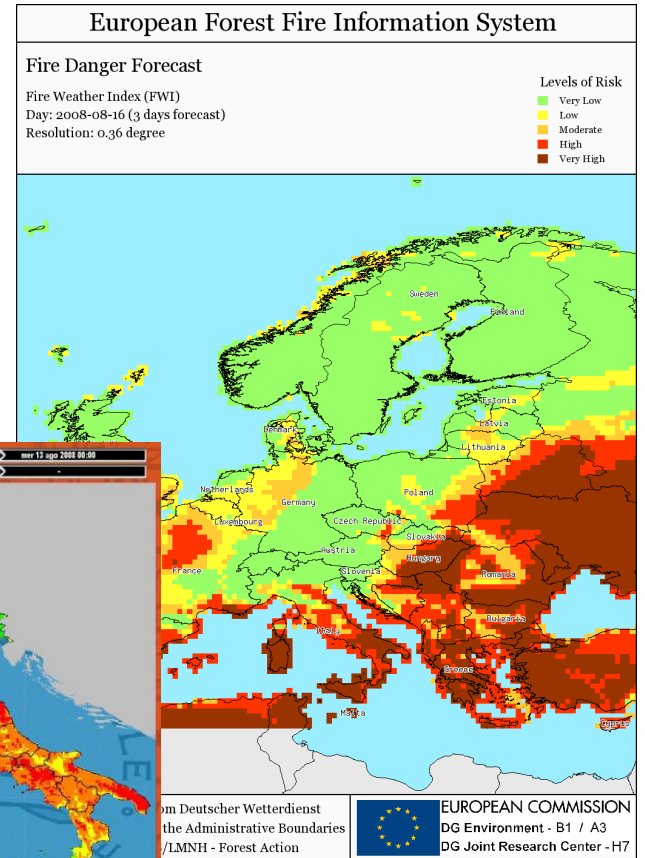 European Forest Fire Information System
Fire Danger Forecast
Fire Weather Index (FWI)
Day: 2008-08-16 (3 days forecast)
Resolution: 0.36 degree
Levels of Risk
Very Low
Low
Moderate
High
Very High
Sweden
Finland
Estonia
Denmark
Latvia
Lithuania
mer 13 ago 2008 00:00
-
Netherlands
Poland
Germany
Luxembourg
Czech Republic
Slovakia
Austria
Hungary
France
Slovenia
Romania
Bulgaria
Italy
Greece
Malta
Cyprus
LE
om Deutscher Wetterdienst
the Administrative Boundaries
/LMNH - Forest Action
EUROPEAN COMMISSION
DG Environment - B1 / A3
DG Joint Research Center - H7